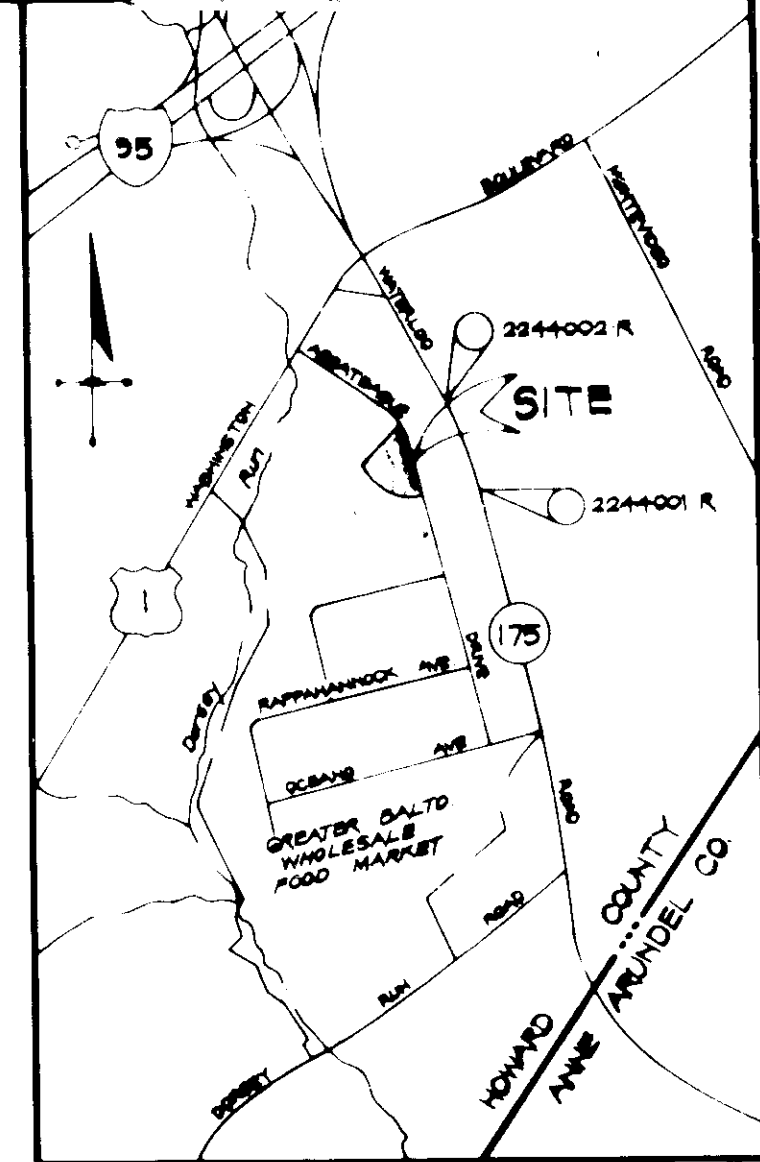 95
BOULEVARD
MONTEVIDEO
ROAD
WATERLOO
2244002 R
ASSATEAGUE
SITE
WASHINGTON
Run
2244001 R
1
175
DRIVE
RAPPAHANNOCK AVE
Dorsey
OCEANO AVE
ROAD
GREATER BALTO
WHOLESALE
FOOD MARKET
ROAD
RUN
DORSEY
HOWARD COUNTY
ANNE ARUNDEL CO.